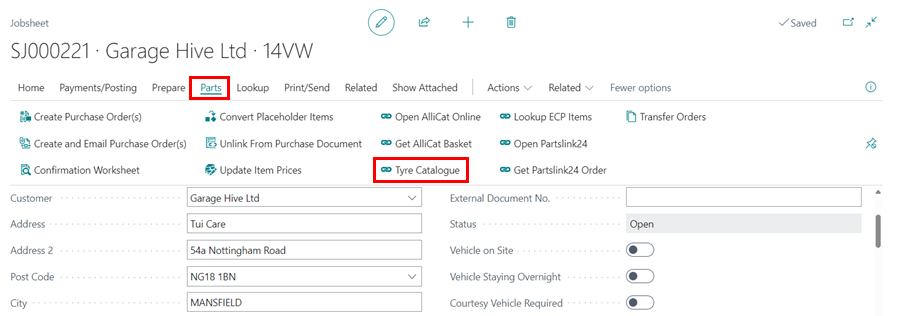 Jobsheet
Saved
SJ000221 · Garage Hive Ltd · 14VW
Home Payments/Posting Prepare Parts Lookup Print/Send Related Show Attached Actions Related Fewer options
Create Purchase Order(s) Convert Placeholder Items Open AlliCat Online Lookup ECP Items Transfer Orders
Create and Email Purchase Order(s) Unlink From Purchase Document Get AlliCat Basket Open Partslink24
Confirmation Worksheet Update Item Prices Tyre Catalogue Get Partslink24 Order
Customer Garage Hive Ltd External Document No.
Address Tui Care Status Open
Address 2 54a Nottingham Road Vehicle on Site
Post Code NG18 1BN Vehicle Staying Overnight
City MANSFIELD Courtesy Vehicle Required